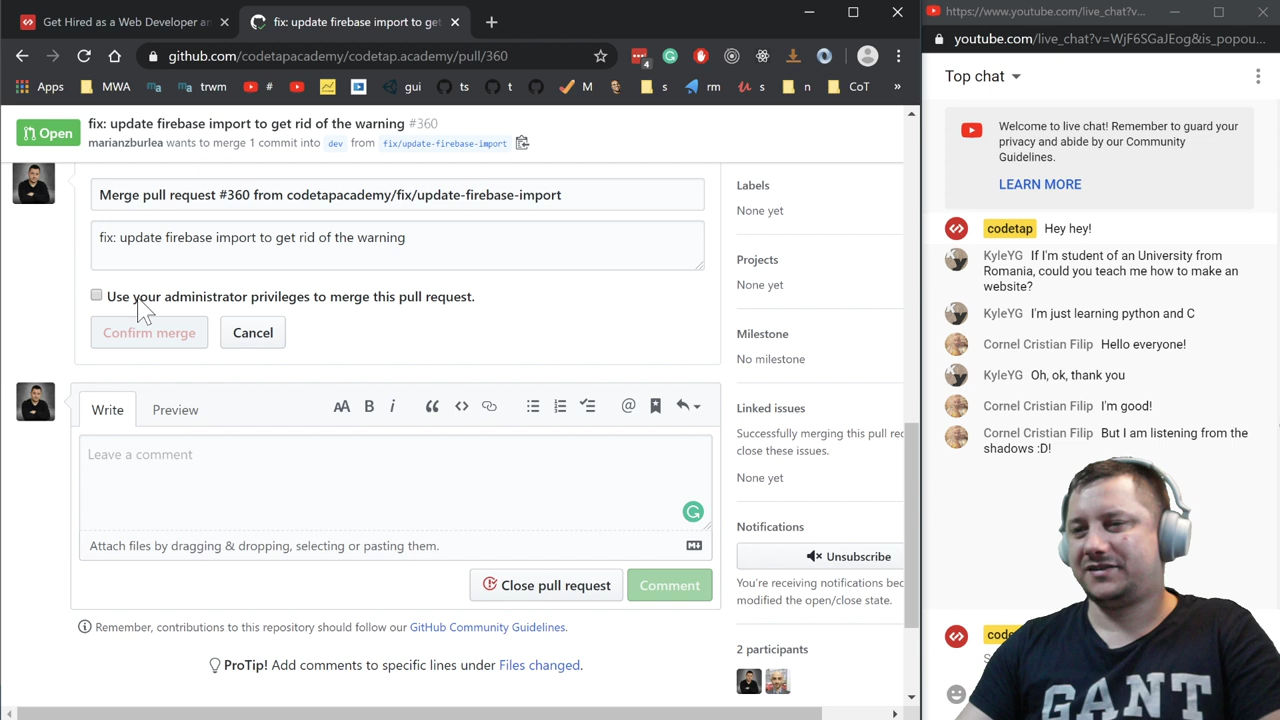 Get Hired as a Web Developer an
fix: update firebase import to get
https://www.youtube.com/live_chat?v...
github.com/codetapacademy/codetap.academy/pull/360
4
youtube.com/live_chat?v=WjF6SGaJEog&is_popou...
Apps
MWA
trwm
#
gui
ts
t
M
s
rm
s
n
CoT
»
Open
fix: update firebase import to get rid of the warning #360
marianzburlea wants to merge 1 commit into dev from fix/update-firebase-import
Merge pull request #360 from codetapacademy/fix/update-firebase-import
fix: update firebase import to get rid of the warning
Use your administrator privileges to merge this pull request.
Confirm merge
Cancel
Write
Preview
AA B i
Leave a comment
Attach files by dragging & dropping, selecting or pasting them.
Close pull request
Comment
Remember, contributions to this repository should follow our GitHub Community Guidelines.
ProTip! Add comments to specific lines under Files changed.
Labels
None yet
Projects
None yet
Milestone
No milestone
Linked issues
Successfully merging this pull rec
close these issues.
None yet
Notifications
Unsubscribe
You're receiving notifications bec
modified the open/close state.
2 participants
Top chat
Welcome to live chat! Remember to guard your
privacy and abide by our Community
Guidelines.
LEARN MORE
codetap Hey hey!
KyleYG If I'm student of an University from
Romania, could you teach me how to make an
website?
KyleYG I'm just learning python and C
Cornel Cristian Filip Hello everyone!
KyleYG Oh, ok, thank you
Cornel Cristian Filip I'm good!
Cornel Cristian Filip But I am listening from the
shadows :D!
code
GANT